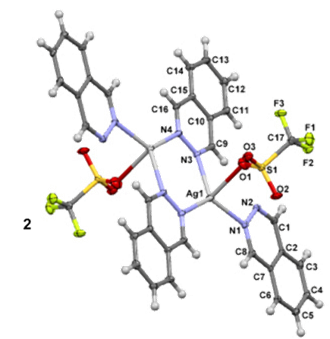 C14 C13
C15 C12
C16
C10 C11
N4
N3 C9
F3
C17 F1
F2
O3
O1 S1
O2
Ag1
N2
N1 C1
2
C8 C2
C7 C3
C6 C4
C5